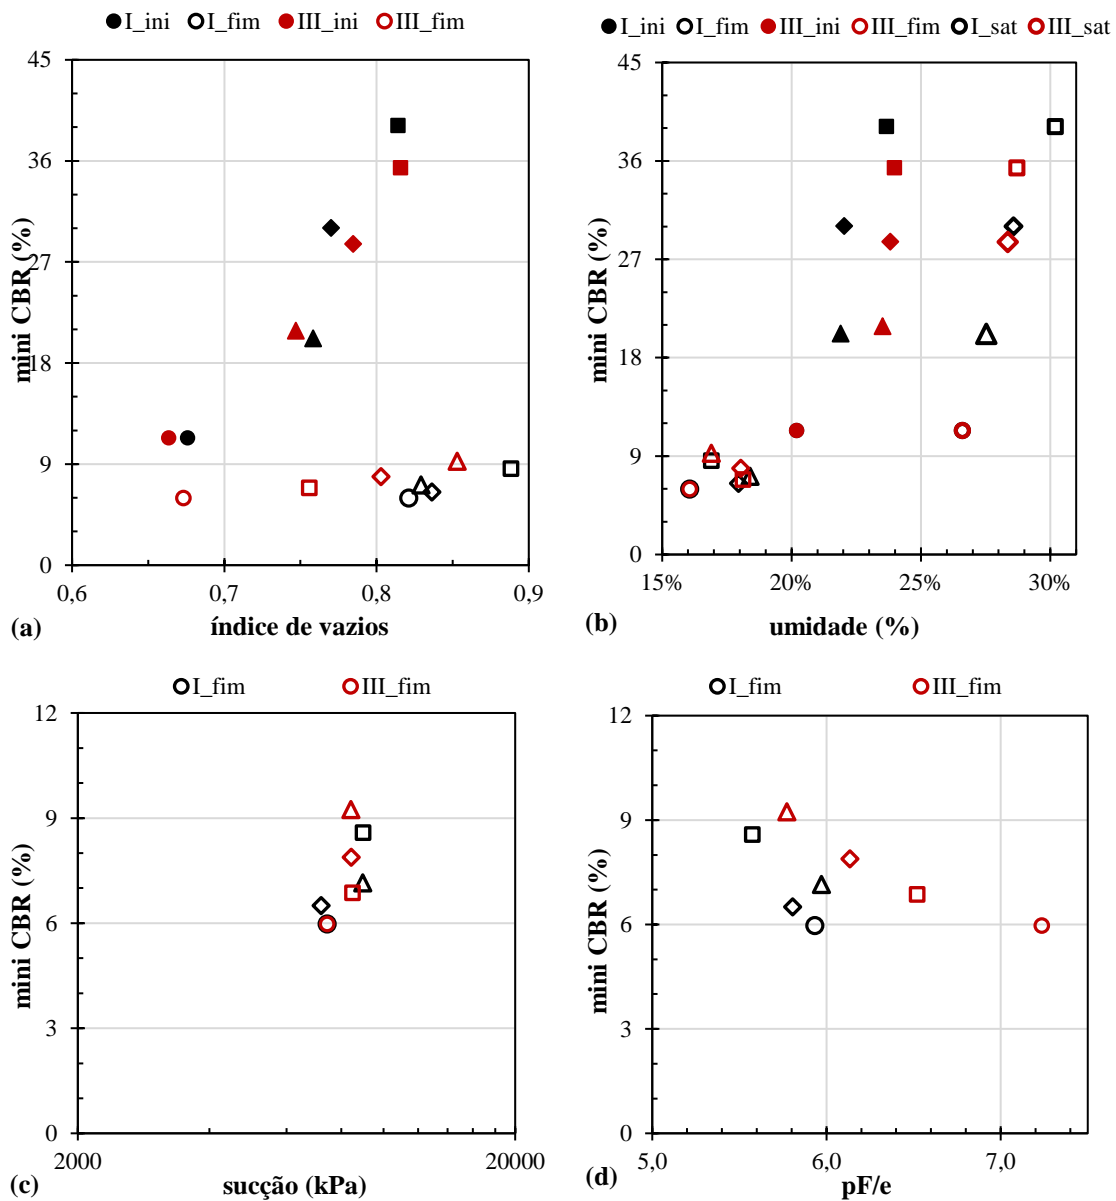 I_ini I_fim III_ini III_fim
45
36
27
18
9
0
mini CBR (%)
0,6 0,7 0,8 0,9
(a) índice de vazios
I_ini I_fim III_ini III_fim I_sat III_sat
45
36
27
18
9
0
mini CBR (%)
15% 20% 25% 30%
(b) umidade (%)
I_fim III_fim
12
9
6
3
0
mini CBR (%)
2000 20000
(c) sucção (kPa)
I_fim III_fim
12
9
6
3
0
mini CBR (%)
5,0 6,0 7,0
(d) pF/e